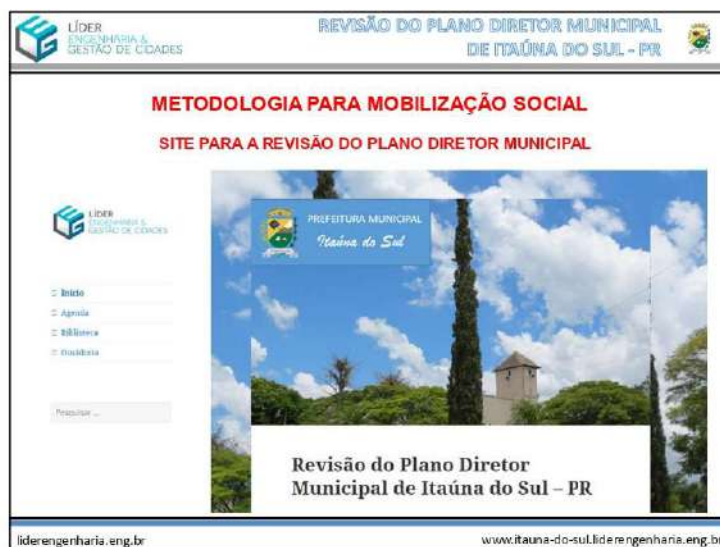 LÍDER
ENGENHARIA &
GESTÃO DE CIDADES
REVISÃO DO PLANO DIRETOR MUNICIPAL
DE ITAÚNA DO SUL - PR
METODOLOGIA PARA MOBILIZAÇÃO SOCIAL
SITE PARA A REVISÃO DO PLANO DIRETOR MUNICIPAL
LÍDER
ENGENHARIA &
GESTÃO DE CIDADES
PREFEITURA MUNICIPAL
Itaúna do Sul
Início
Agenda
Biblioteca
Ouvidoria
Pesquisar ...
Revisão do Plano Diretor
Municipal de Itaúna do Sul – PR
liderengenharia.eng.br
www.itauna-do-sul.liderengenharia.eng.br